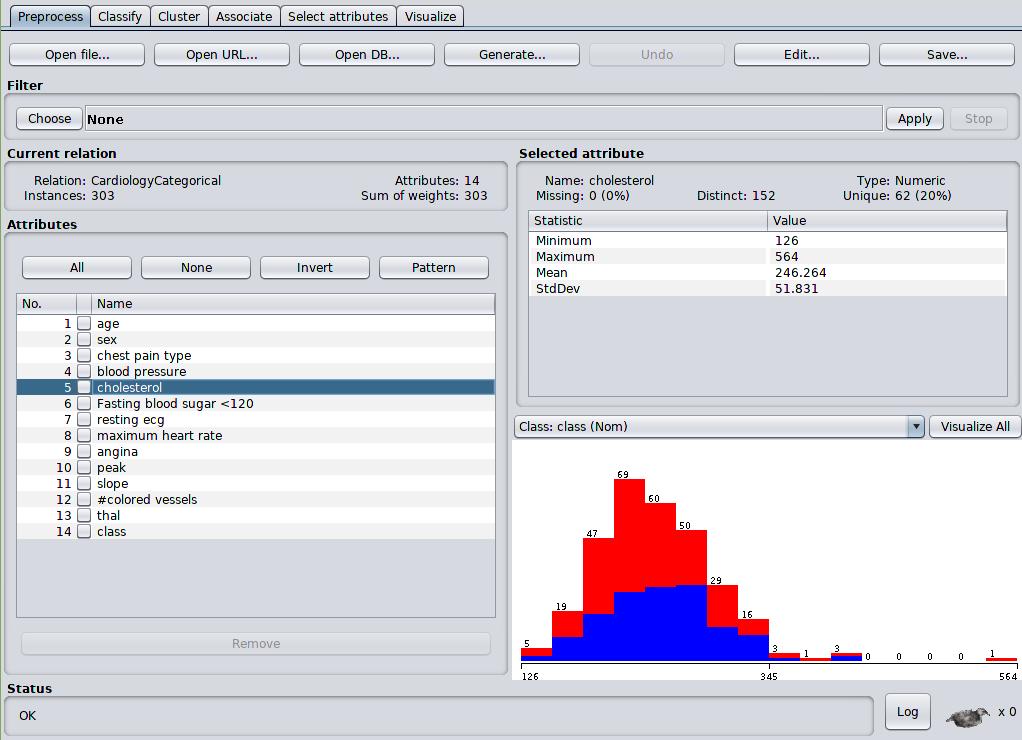 Preprocess Classify Cluster Associate Select attributes Visualize
Open file... Open URL... Open DB... Generate... Undo Edit... Save...
Filter
Choose None Apply Stop
Current relation
Relation: CardiologyCategorical Attributes: 14
Instances: 303 Sum of weights: 303
Attributes
All None Invert Pattern
No. Name
1 age
2 sex
3 chest pain type
4 blood pressure
5 cholesterol
6 Fasting blood sugar <120
7 resting ecg
8 maximum heart rate
9 angina
10 peak
11 slope
12 #colored vessels
13 thal
14 class
Remove
Selected attribute
Name: cholesterol Type: Numeric
Missing: 0 (0%) Distinct: 152 Unique: 62 (20%)
Statistic Value
Minimum 126
Maximum 564
Mean 246.264
StdDev 51.831
Class: class (Nom) Visualize All
5 19 47 69 60 50 29 16 3 1 3 0 0 0 0 1
126 345 564
Status
OK Log x 0